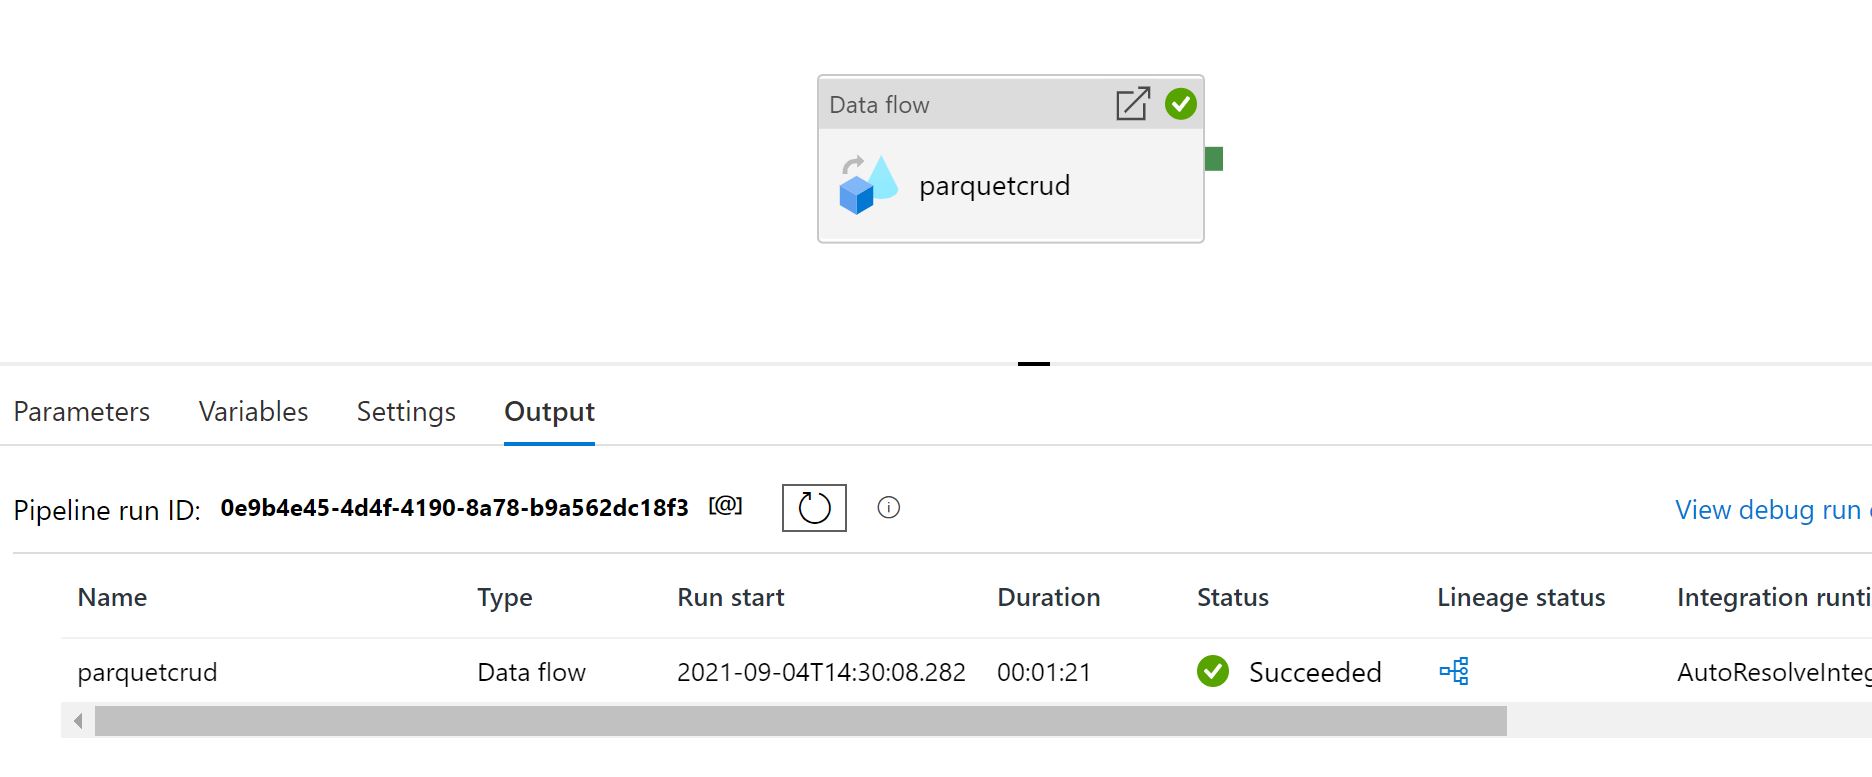 Data flow
parquetcrud
Parameters Variables Settings Output
Pipeline run ID: 0e9b4e45-4d4f-4190-8a78-b9a562dc18f3 [@] View debug run
Name Type Run start Duration Status Lineage status Integration runti
parquetcrud Data flow 2021-09-04T14:30:08.282 00:01:21 Succeeded AutoResolveInteg